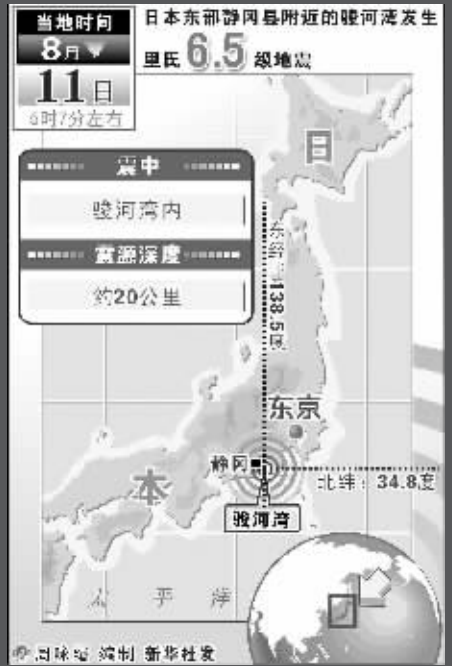 当地时间
8月
11日
6时7分左右
日本东部静冈县附近的骏河湾发生
里氏6.5级地震
震中
骏河湾内
震源深度
约20公里
日
本
东经：138.5度
东京
静冈
北纬：34.8度
骏河湾
太平洋
编制 新华社发